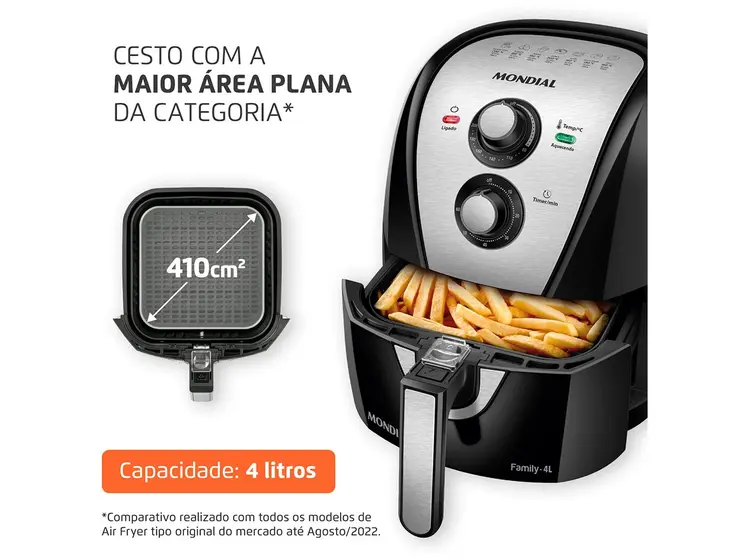 CESTO COM A
MAIOR ÁREA PLANA
DA CATEGORIA*
410cm²
MONDIAL
Ligado
Temp/°C
Aquecendo
Timer/min
MONDIAL
Family-4L
Capacidade: 4 litros
*Comparativo realizado com todos os modelos de
Air Fryer tipo original do mercado até Agosto/2022.